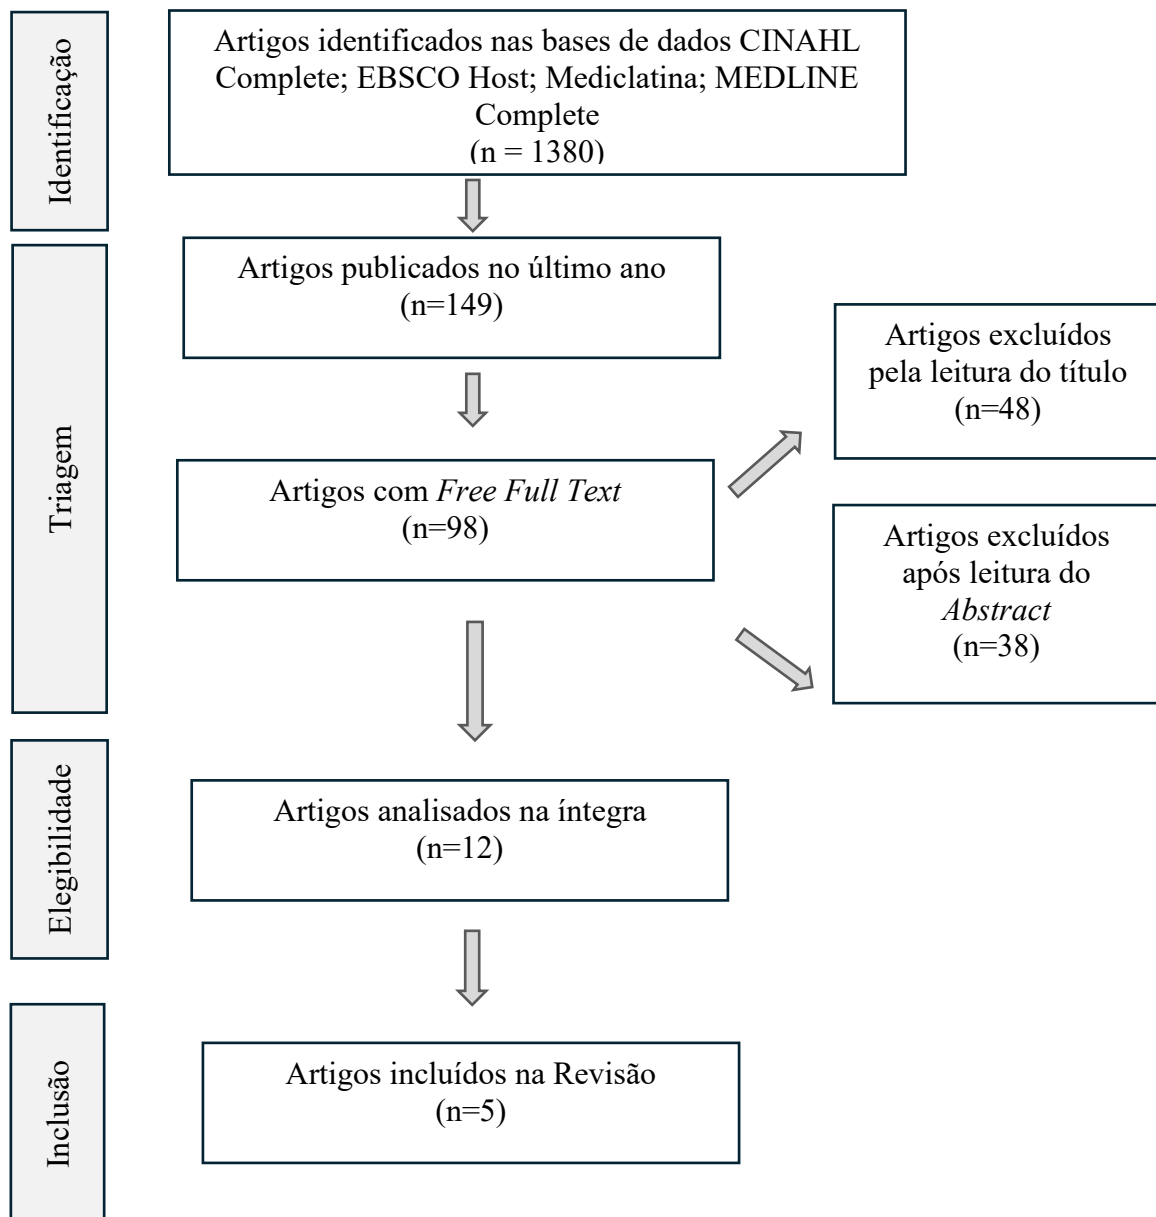 Identificação
Artigos identificados nas bases de dados CINAHL
Complete; EBSCO Host; Mediclatina; MEDLINE
Complete
(n = 1380)
Triagem
Artigos publicados no último ano
(n=149)
Artigos excluídos
pela leitura do título
(n=48)
Artigos com Free Full Text
(n=98)
Artigos excluídos
após leitura do
Abstract
(n=38)
Elegibilidade
Artigos analisados na íntegra
(n=12)
Inclusão
Artigos incluídos na Revisão
(n=5)